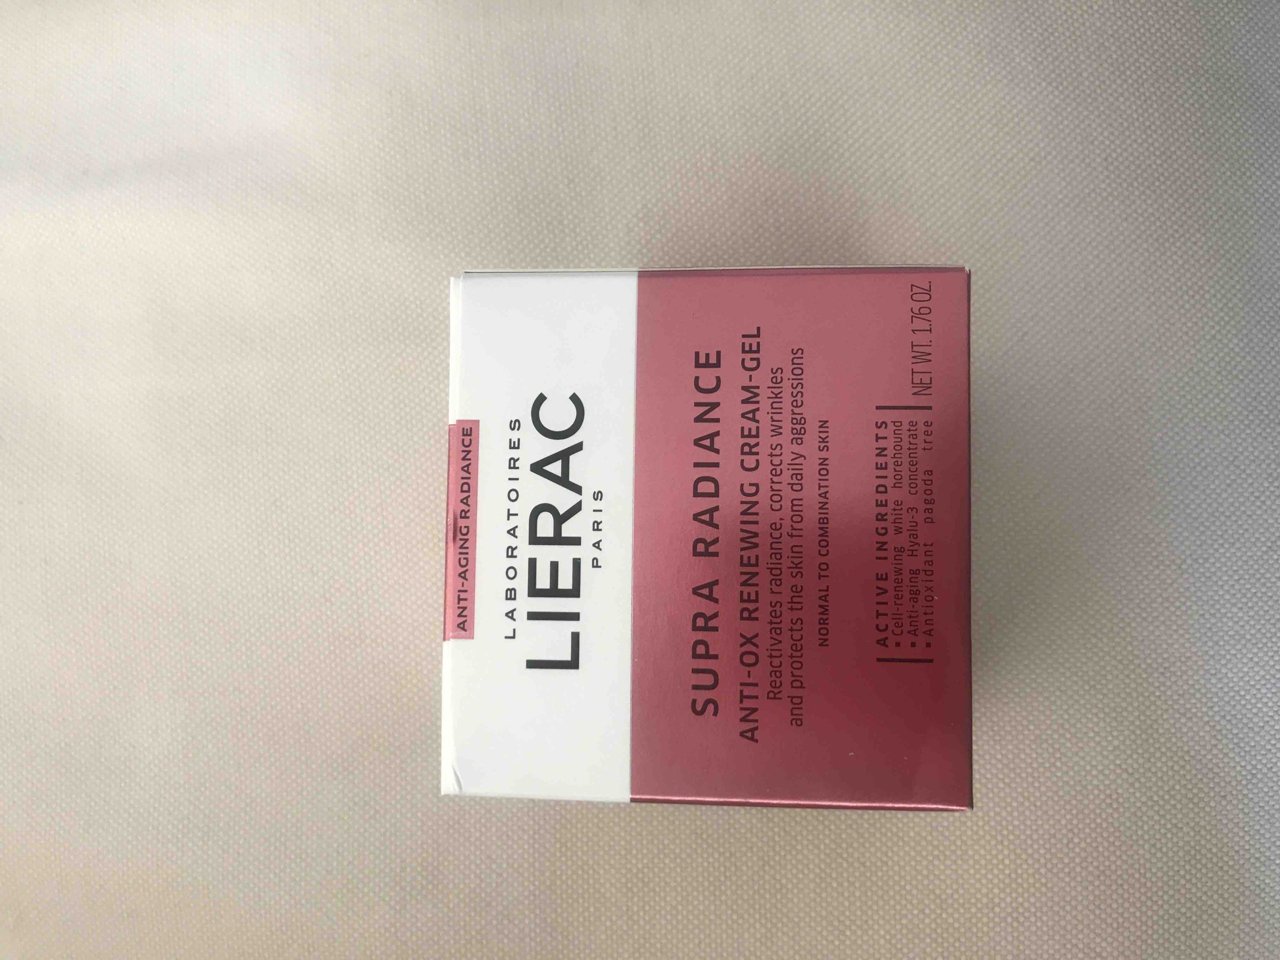 ANTI-AGING RADIANCE
LABORATOIRES
LIERAC
PARIS
SUPRA RADIANCE
ANTI-OX RENEWING CREAM-GEL
Reactivates radiance, corrects wrinkles
and protects the skin from daily aggressions
NORMAL TO COMBINATION SKIN
ACTIVE INGREDIENTS
▪ Cell-renewing white horehound
▪ Anti-aging Hyalu-3 concentrate
▪ Antioxidant pagoda tree
NET WT. 1.76 OZ.